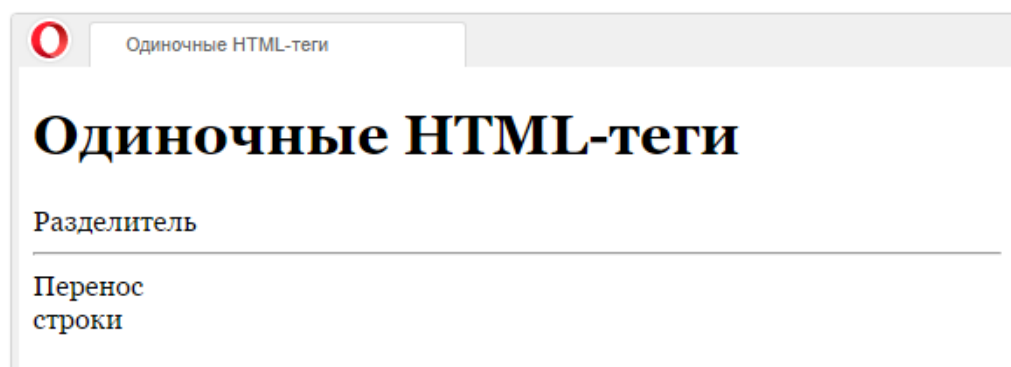 Одиночные HTML-теги
Одиночные HTML-теги
Разделитель
Перенос
строки